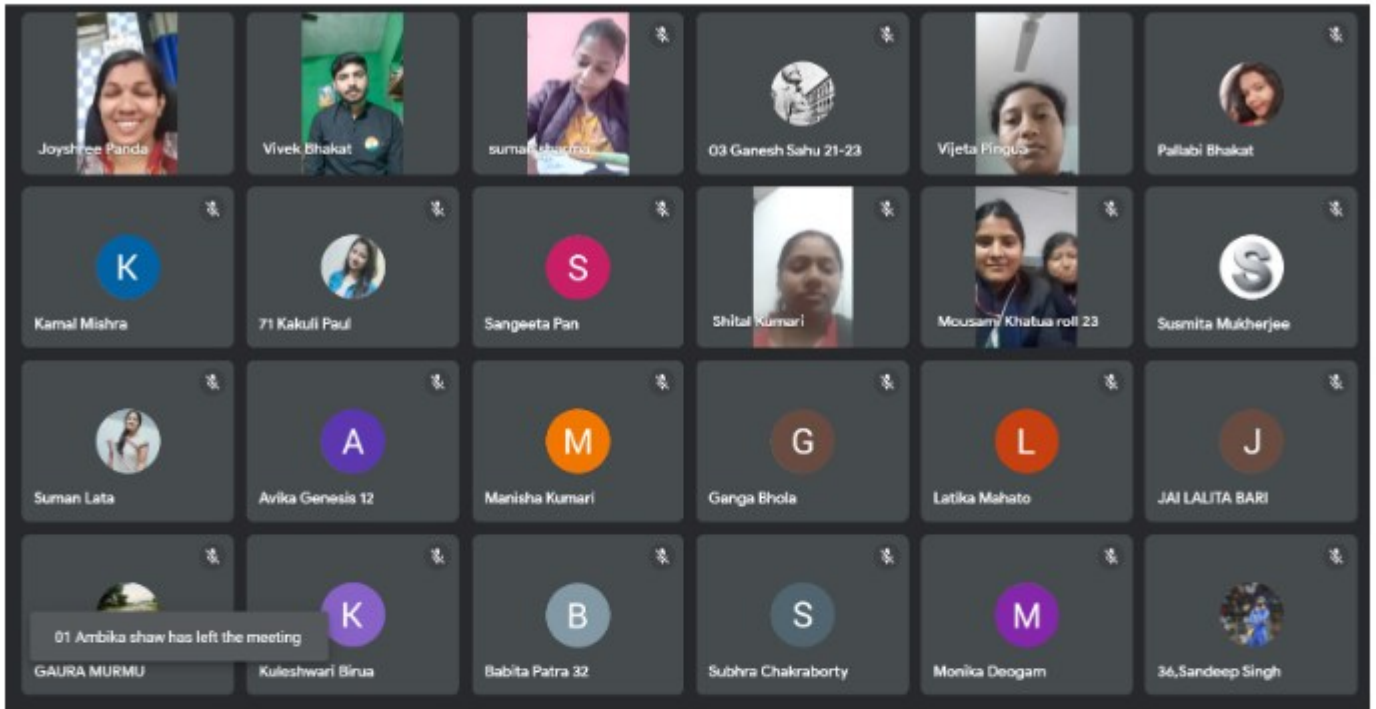 Joyshree Panda
Vivek Bhakat
suman sharma
03 Ganesh Sahu 21-23
Vijeta Pingua
Pallabi Bhakat
K
Kamal Mishra
71 Kakuli Paul
S
Sangeeta Pan
Shital Kumari
Mousami Khatua roll 23
S
Susmita Mukherjee
Suman Lata
A
Avika Genesis 12
M
Manisha Kumari
G
Ganga Bhola
L
Latika Mahato
J
JAI LALITA BARI
01 Ambika shaw has left the meeting
GAURA MURMU
K
Kuleshwari Birua
B
Babita Patra 32
S
Subhra Chakraborty
M
Monika Deogam
36,Sandeep Singh